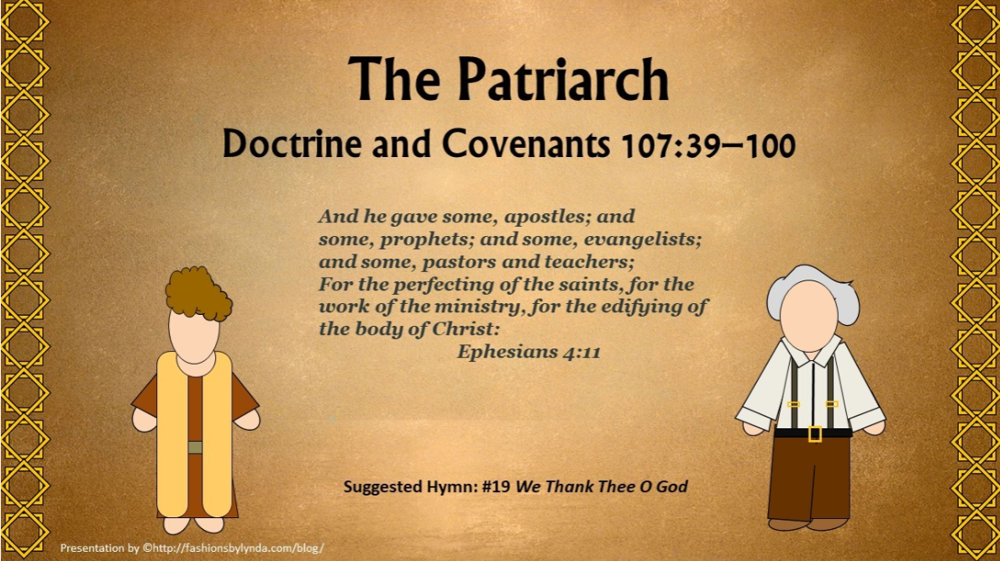 The Patriarch
Doctrine and Covenants 107:39–100
And he gave some, apostles; and
some, prophets; and some, evangelists;
and some, pastors and teachers;
For the perfecting of the saints, for the
work of the ministry, for the edifying of
the body of Christ:
Ephesians 4:11
Suggested Hymn: #19 We Thank Thee O God
Presentation by ©http://fashionsbylynda.com/blog/